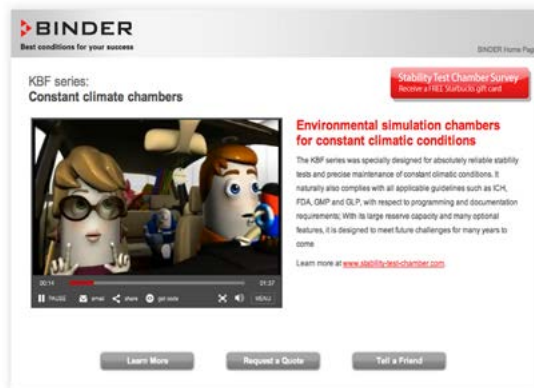 BINDER
Best conditions for your success
BINDER Home Pag
KBF series:
Constant climate chambers
Stability Test Chamber Survey
Receive a FREE Starbucks gift card
Environmental simulation chambers
for constant climatic conditions
The KBF series was specially designed for absolutely reliable stability
tests and precise maintenance of constant climatic conditions. It
naturally also complies with all applicable guidelines such as ICH,
FDA, GMP and GLP, with respect to programming and documentation
requirements; With its large reserve capacity and many optional
features, it is designed to meet future challenges for many years to
come
Learn more at www.stability-test-chamber.com.
00:14
01:37
PAUSE
email
share
get code
MENU
Learn More
Request a Quote
Tell a Friend